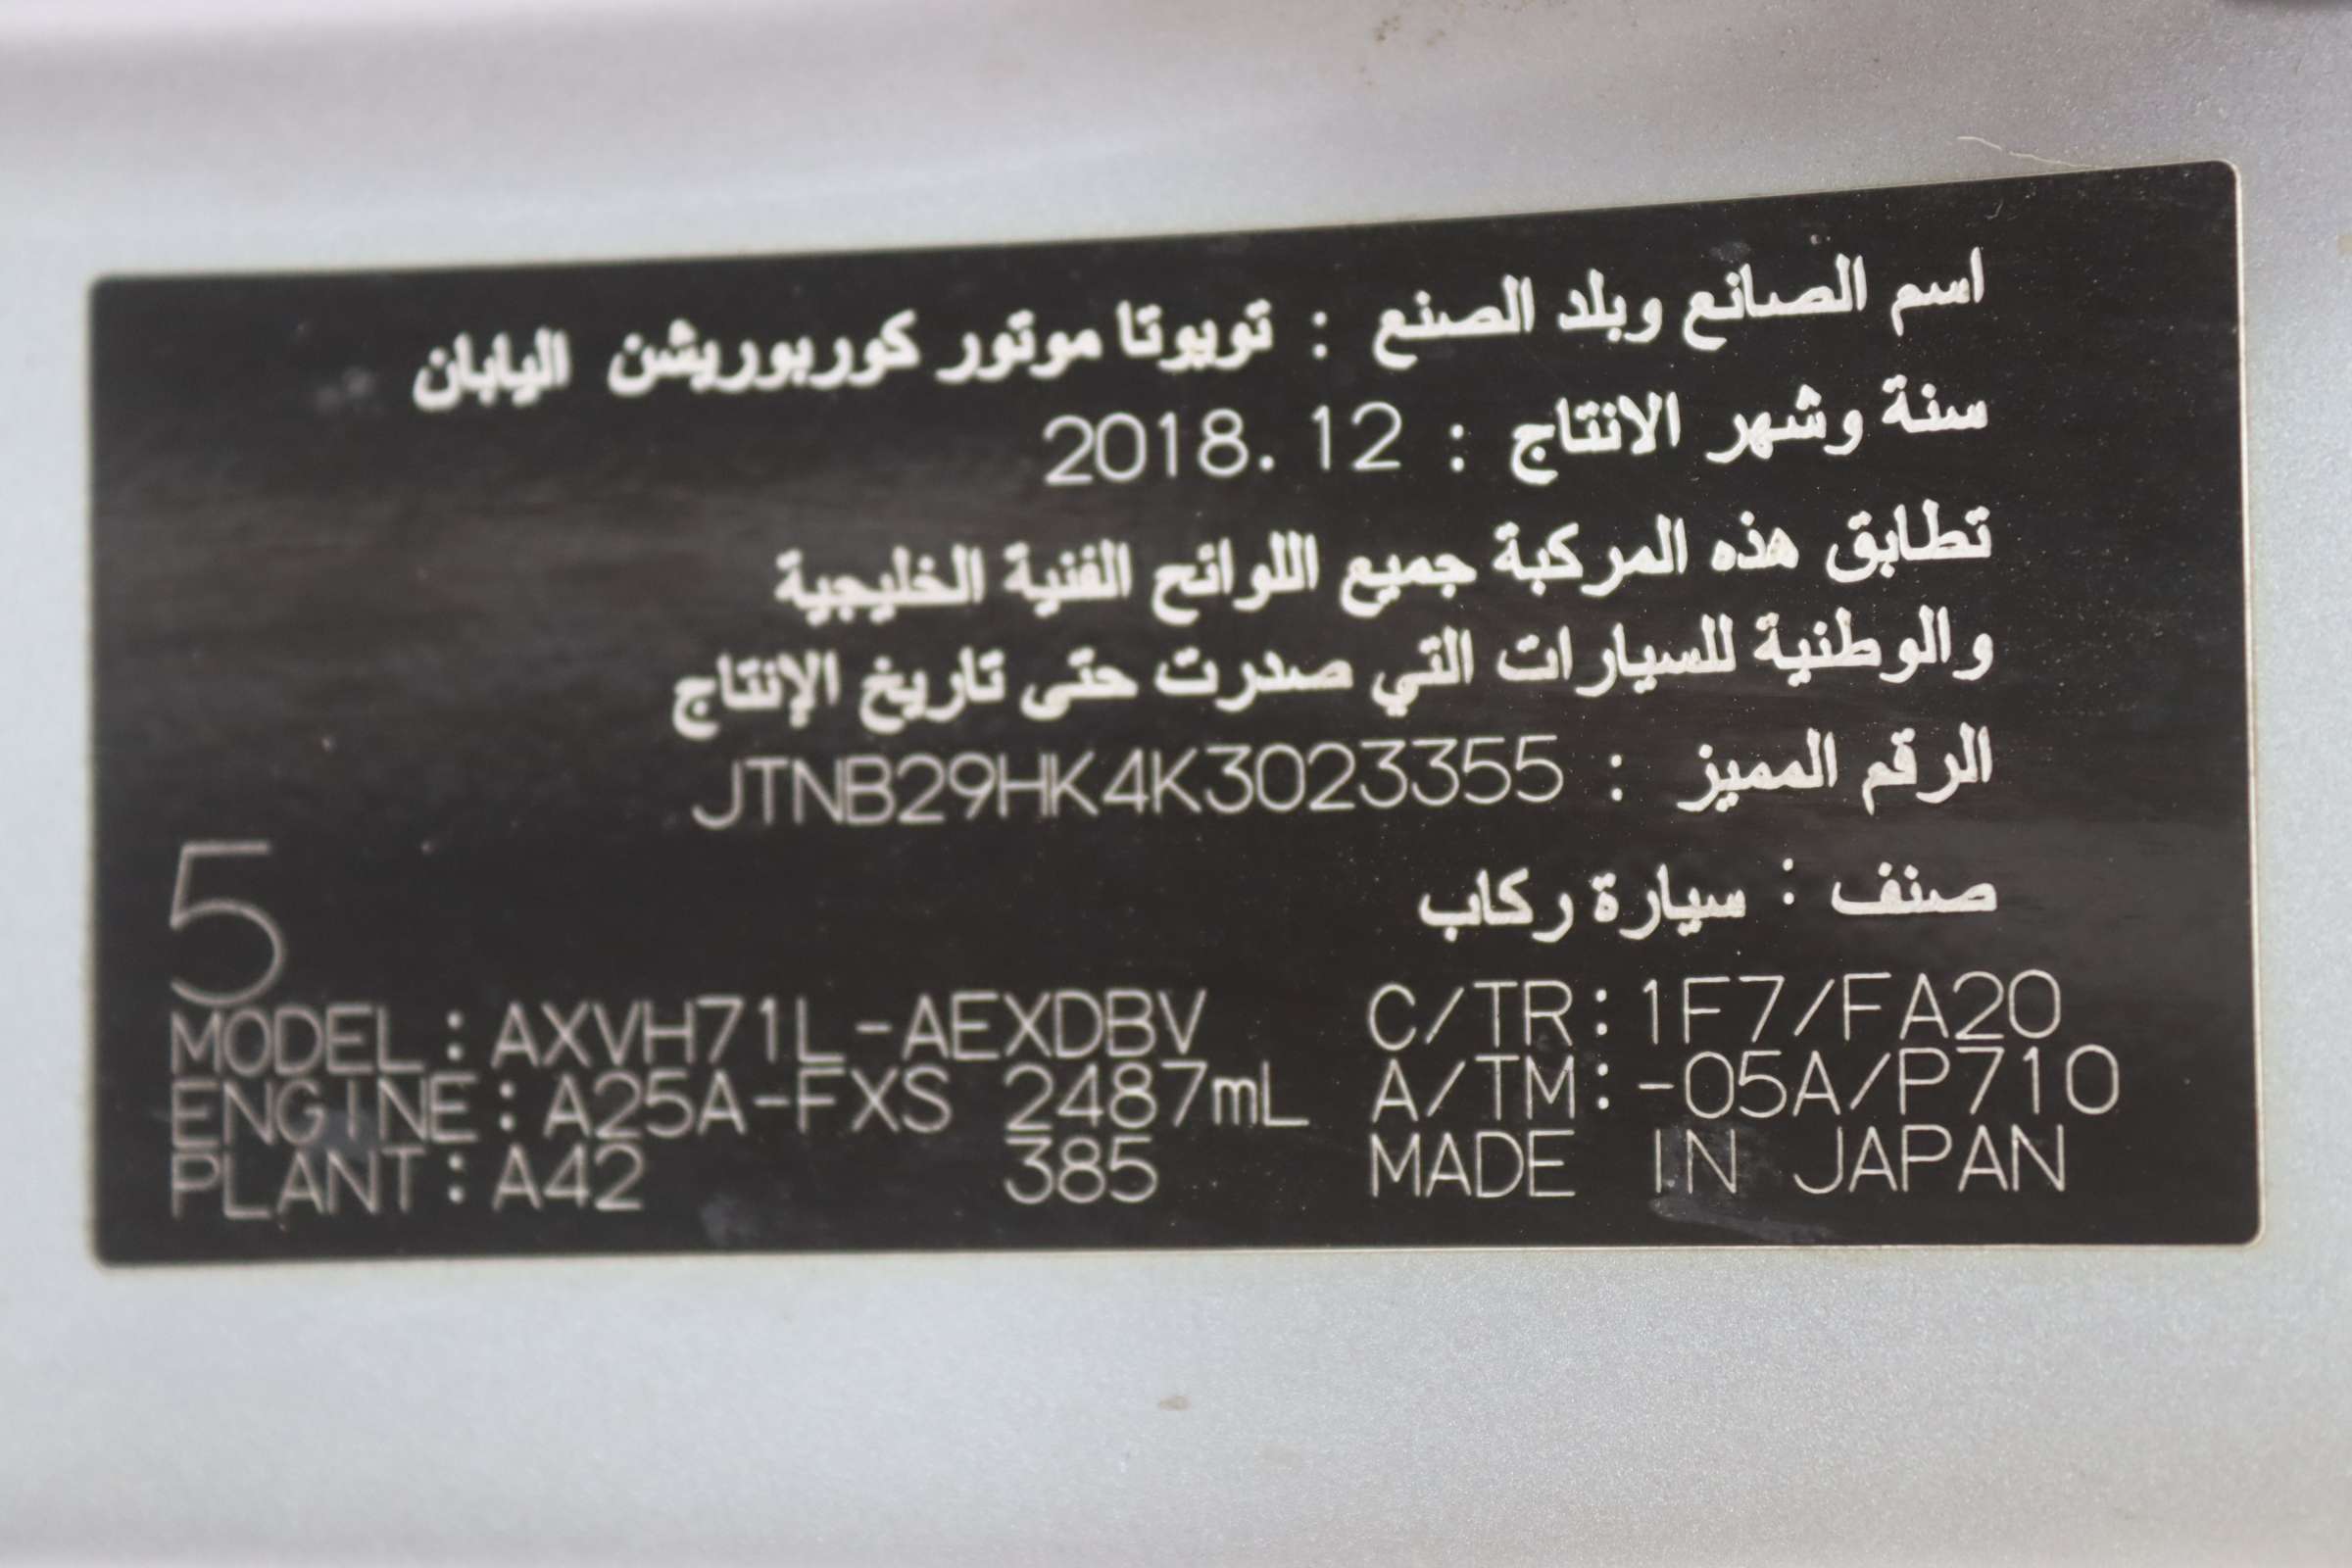 اسم الصانع وبلد الصنع : تويوتا موتور كوربوريشن اليابان
سنة وشهر الانتاج : 2018.12
تطابق هذه المركبة جميع اللوائح الفنية الخليجية
والوطنية للسيارات التي صدرت حتى تاريخ الإنتاج
الرقم المميز : JTNB29HK4K3023355
صنف : سيارة ركاب
5
MODEL : AXVH71L-AEXDBV C/TR: 1F7/FA20
ENGINE: A25A-FXS 2487mL A/TM: -05A/P710
PLANT : A42 385 MADE IN JAPAN